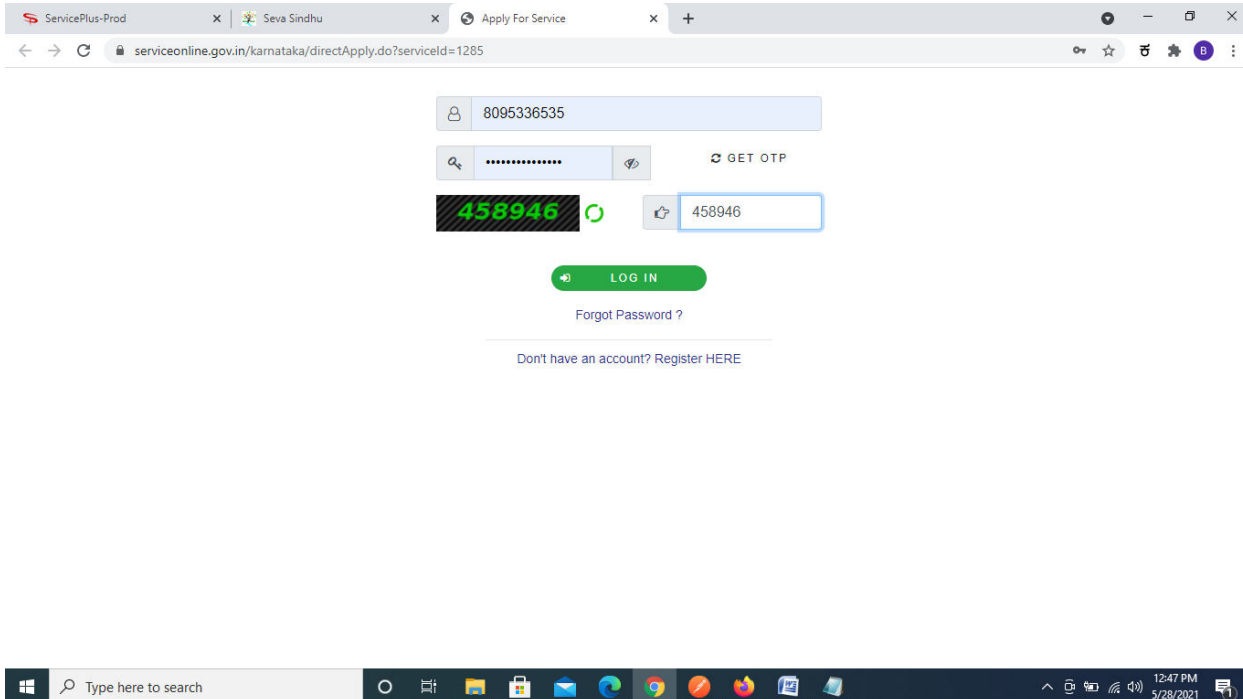 ServicePlus-Prod
Seva Sindhu
Apply For Service
serviceonline.gov.in/karnataka/directApply.do?serviceId=1285
ಕ
B
8095336535
•••••••••••••••
GET OTP
458946
458946
LOG IN
Forgot Password ?
Don't have an account? Register HERE
Type here to search
12:47 PM
5/28/2021
1